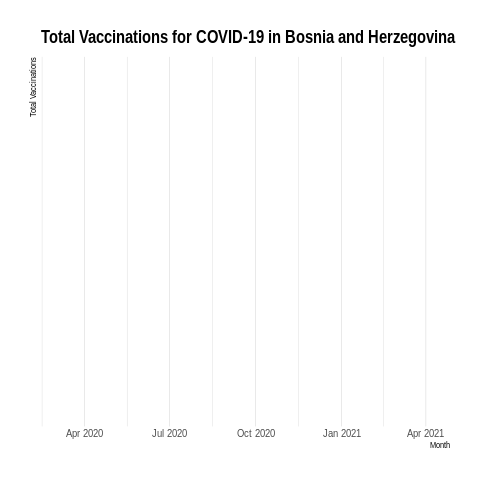 Total Vaccinations for COVID-19 in Bosnia and Herzegovina
Total Vaccinations
Apr 2020 Jul 2020 Oct 2020 Jan 2021 Apr 2021
Month